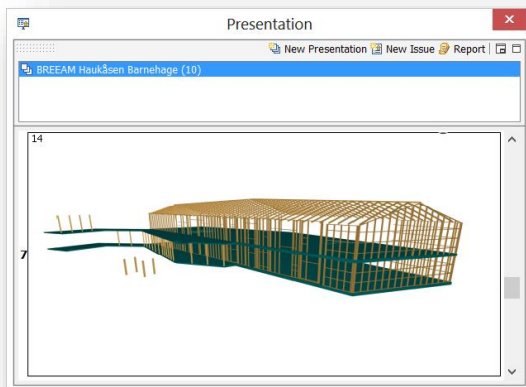 Presentation
New Presentation New Issue Report
BREEAM Haukåsen Barnehage (10)
14
7